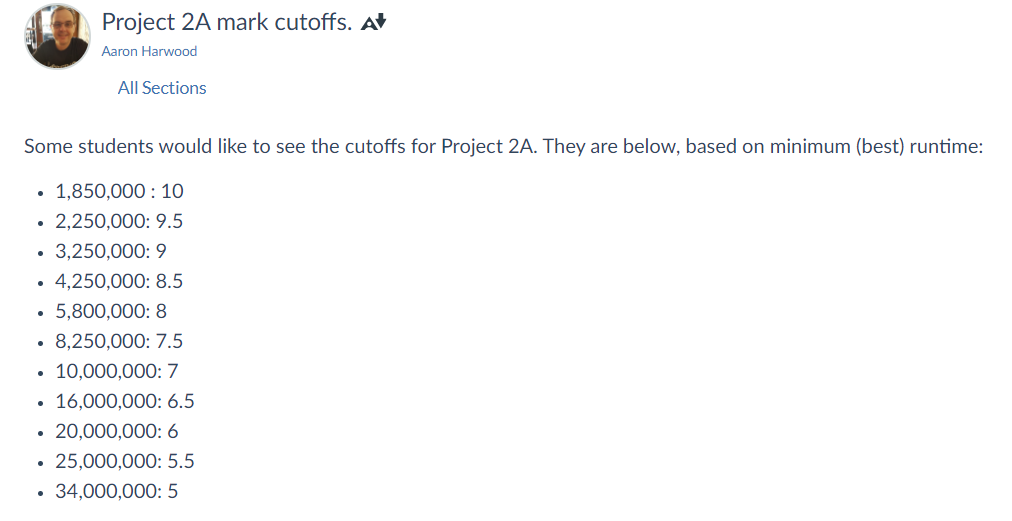 Project 2A mark cutoffs.
Aaron Harwood
All Sections
Some students would like to see the cutoffs for Project 2A. They are below, based on minimum (best) runtime:
• 1,850,000 : 10
• 2,250,000: 9.5
• 3,250,000: 9
• 4,250,000: 8.5
• 5,800,000: 8
• 8,250,000: 7.5
• 10,000,000: 7
• 16,000,000: 6.5
• 20,000,000: 6
• 25,000,000: 5.5
• 34,000,000: 5